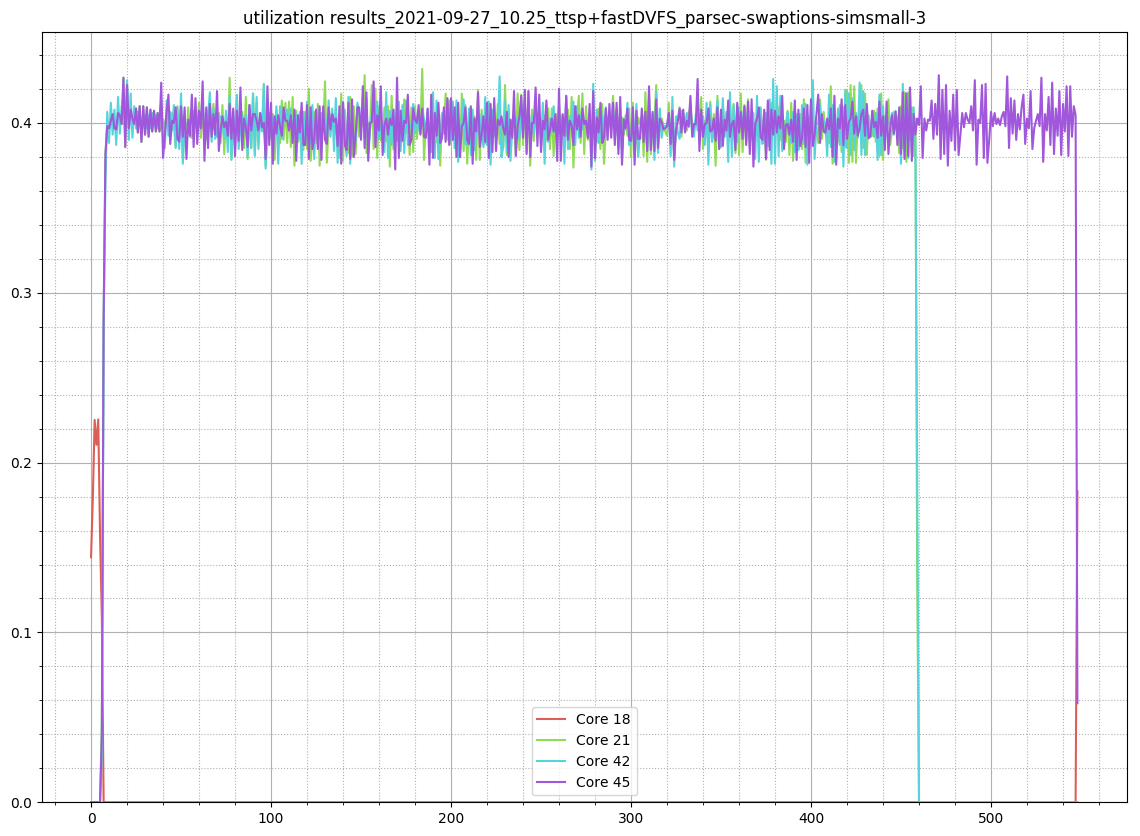 utilization results_2021-09-27_10.25_ttsp+fastDVFS_parsec-swaptions-simsmall-3
0.4
0.3
0.2
0.1
0.0
Core 18
Core 21
Core 42
Core 45
0 100 200 300 400 500